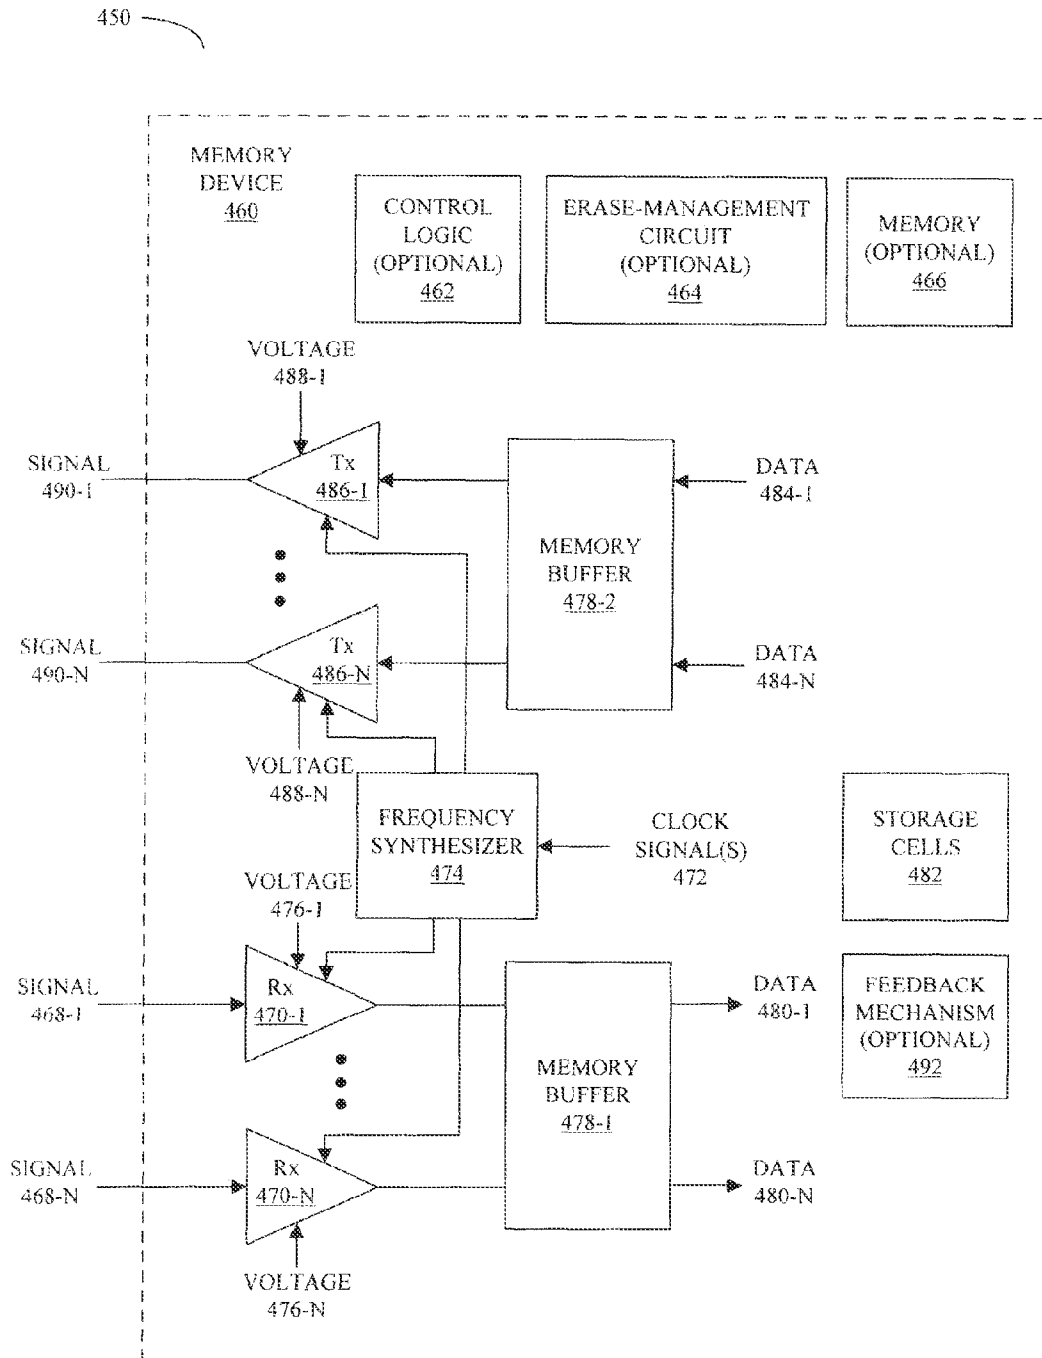 450
MEMORY
DEVICE
460
CONTROL
LOGIC
(OPTIONAL)
462
ERASE-MANAGEMENT
CIRCUIT
(OPTIONAL)
464
MEMORY
(OPTIONAL)
466
VOLTAGE
488-1
SIGNAL
490-1
Tx
486-1
DATA
484-1
MEMORY
BUFFER
478-2
SIGNAL
490-N
Tx
486-N
DATA
484-N
VOLTAGE
488-N
FREQUENCY
SYNTHESIZER
474
CLOCK
SIGNAL(S)
472
STORAGE
CELLS
482
VOLTAGE
476-1
SIGNAL
468-1
Rx
470-1
DATA
480-1
FEEDBACK
MECHANISM
(OPTIONAL)
492
MEMORY
BUFFER
478-1
SIGNAL
468-N
Rx
470-N
DATA
480-N
VOLTAGE
476-N